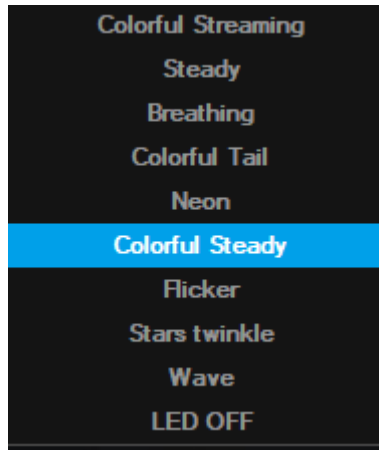 Colorful Streaming
Steady
Breathing
Colorful Tail
Neon
Colorful Steady
Flicker
Stars twinkle
Wave
LED OFF